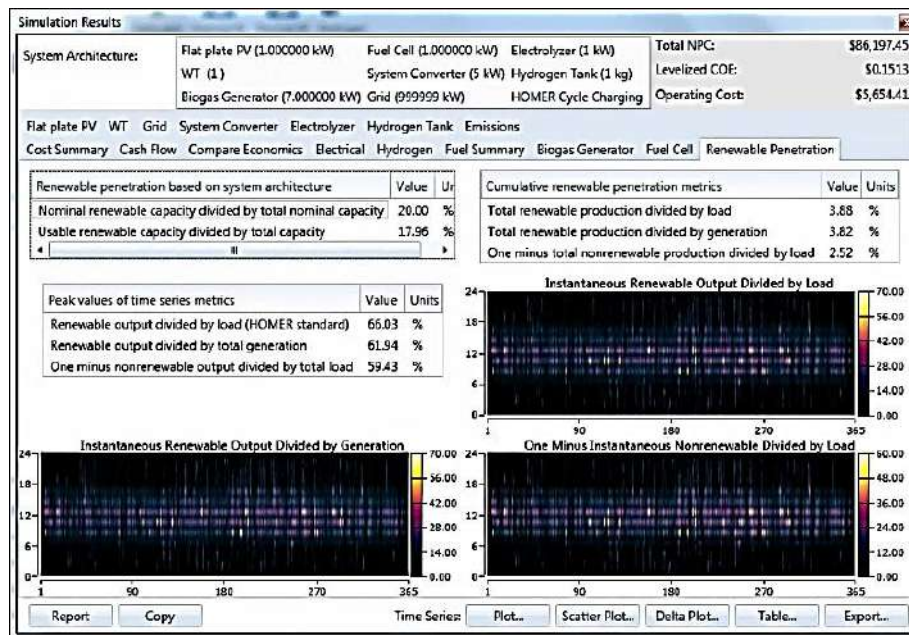 Simulation Results
System Architecture:
Flat plate PV (1.000000 kW) Fuel Cell (1.000000 kW) Electrolyzer (1 kW)
WT (1) System Converter (5 kW) Hydrogen Tank (1 kg)
Biogas Generator (7.000000 kW) Grid (999999 kW) HOMER Cycle Charging
Total NPC: $86,197.45
Levelized COE: $0.1513
Operating Cost: $5,654.41
Flat plate PV WT Grid System Converter Electrolyzer Hydrogen Tank Emissions
Cost Summary Cash Flow Compare Economics Electrical Hydrogen Fuel Summary Biogas Generator Fuel Cell Renewable Penetration
Renewable penetration based on system architecture Value Ur
Nominal renewable capacity divided by total nominal capacity 20.00 %
Usable renewable capacity divided by total capacity 17.96 %
Cumulative renewable penetration metrics Value Units
Total renewable production divided by load 3.88 %
Total renewable production divided by generation 3.82 %
One minus total nonrenewable production divided by load 2.52 %
Peak values of time series metrics Value Units
Renewable output divided by load (HOMER standard) 66.03 %
Renewable output divided by total generation 61.94 %
One minus nonrenewable output divided by total load 59.43 %
Instantaneous Renewable Output Divided by Load
24
18
12
6
0
1 90 180 270 365
70.00
56.00
42.00
28.00
14.00
0.00
Instantaneous Renewable Output Divided by Generation
24
18
12
6
0
1 90 180 270 365
70.00
56.00
42.00
28.00
14.00
0.00
One Minus Instantaneous Nonrenewable Divided by Load
24
18
12
6
0
1 90 180 270 365
60.00
48.00
36.00
24.00
12.00
0.00
Report Copy Time Series: Plot... Scatter Plot... Delta Plot... Table... Export...